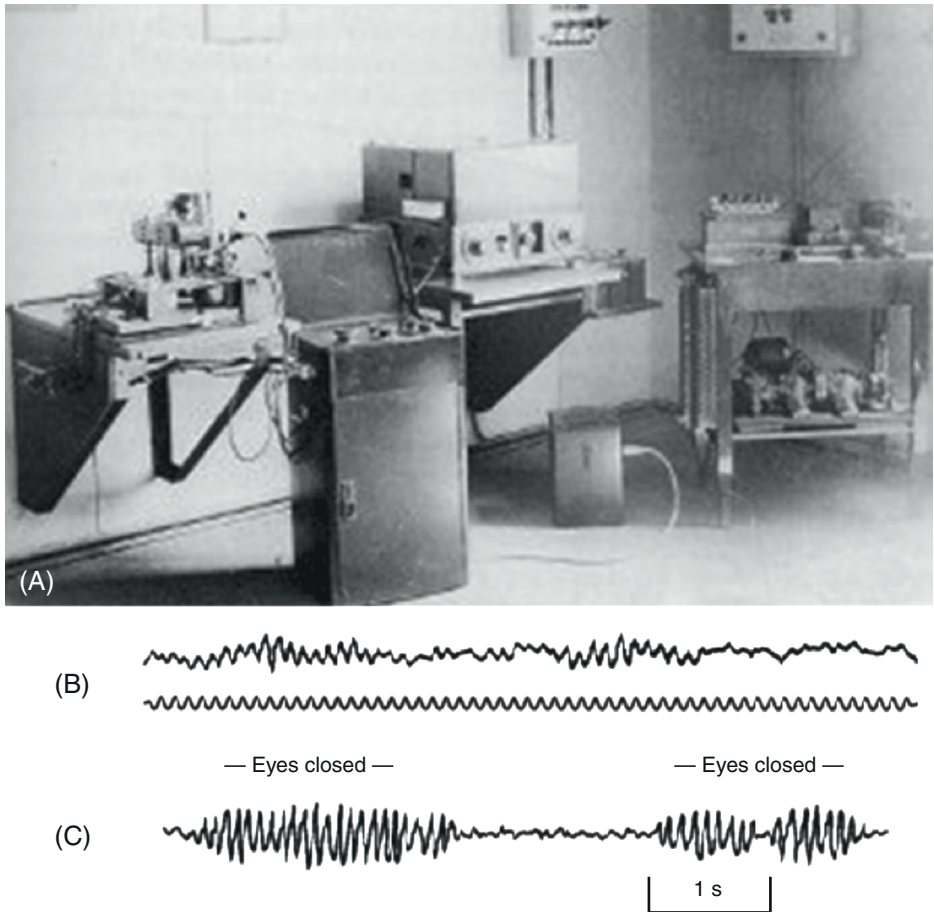 (A)
(B)
— Eyes closed — — Eyes closed —
(C)
1 s